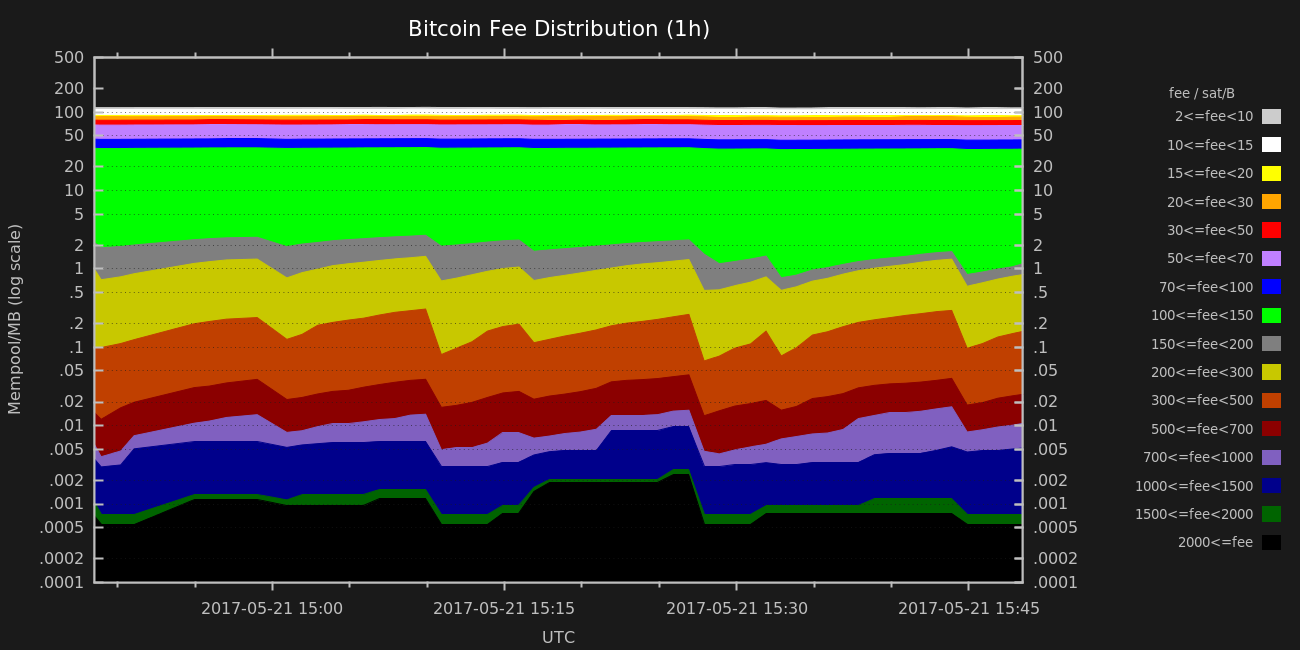 Bitcoin Fee Distribution (1h)
500
200
100
50
20
10
5
2
1
.5
.2
.1
.05
.02
.01
.005
.002
.001
.0005
.0002
.0001
Mempool/MB (log scale)
500
200
100
50
20
10
5
2
1
.5
.2
.1
.05
.02
.01
.005
.002
.001
.0005
.0002
.0001
2017-05-21 15:00
2017-05-21 15:15
2017-05-21 15:30
2017-05-21 15:45
UTC
fee / sat/B
2<=fee<10
10<=fee<15
15<=fee<20
20<=fee<30
30<=fee<50
50<=fee<70
70<=fee<100
100<=fee<150
150<=fee<200
200<=fee<300
300<=fee<500
500<=fee<700
700<=fee<1000
1000<=fee<1500
1500<=fee<2000
2000<=fee